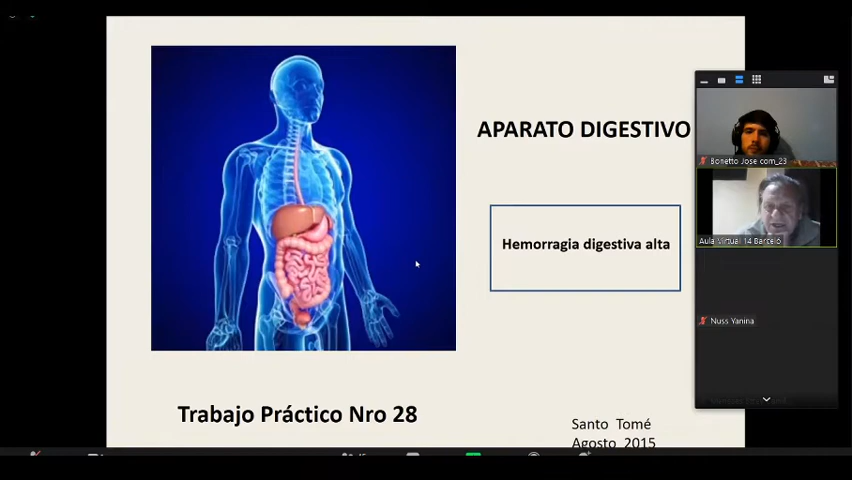 APARATO DIGESTIVO
Hemorragia digestiva alta
Trabajo Práctico Nro 28
Santo Tomé
Agosto 2015
Bonetto Jose com_23
Aula Virtual 14 Barceló
Nuss Yanina